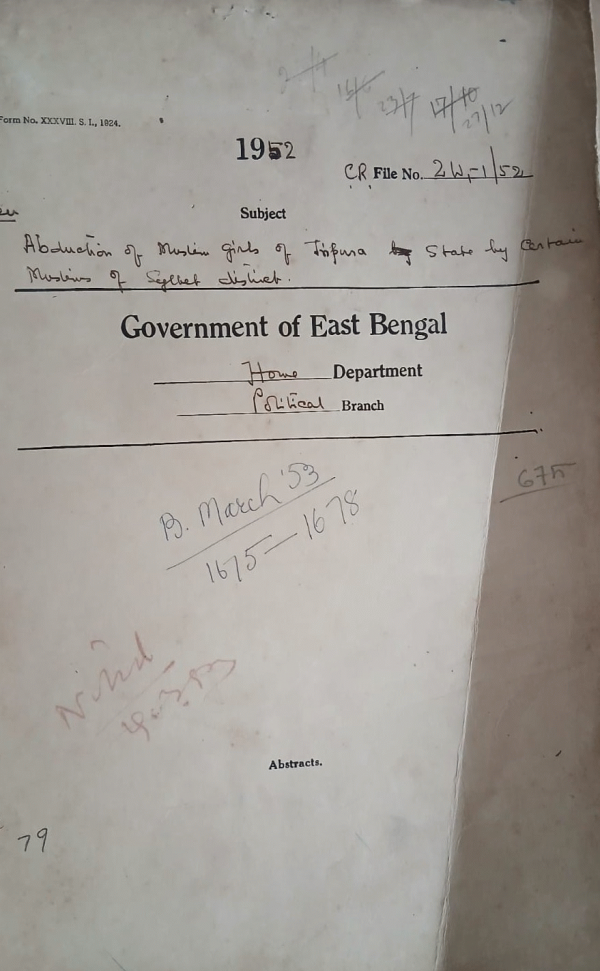 15/6 23/7 17/10
27/12
Form No. XXXVIII. S. I., 1924.
1952
CR File No. 2W-1/52
Subject
Abduction of Muslim girls of Tripura State by Certain
Muslims of Sylhet district.
Government of East Bengal
Home Department
Political Branch
B. March '53
1675—1678
675
Abstracts.
79